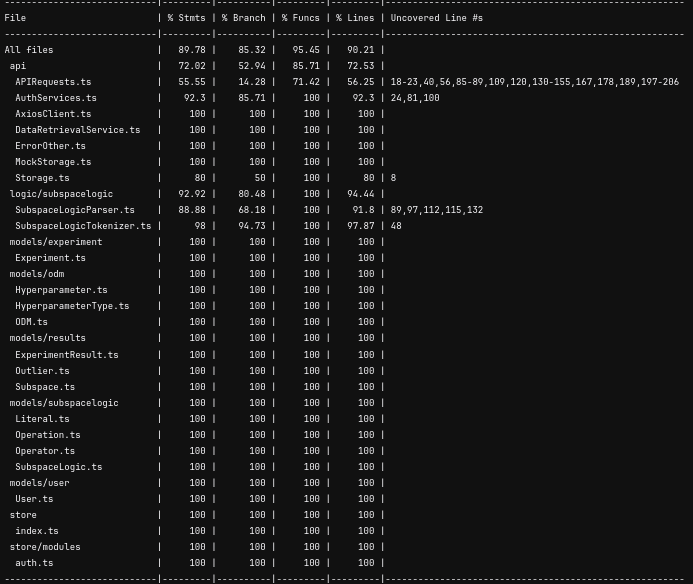 ---------------------------|---------|----------|---------|---------|-----------------------------------------------------
File                       | % Stmts | % Branch | % Funcs | % Lines | Uncovered Line #s
---------------------------|---------|----------|---------|---------|-----------------------------------------------------
All files                  |   89.78 |    85.32 |   95.45 |   90.21 |
 api                       |   72.02 |    52.94 |   85.71 |   72.53 |
  APIRequests.ts           |   55.55 |    14.28 |   71.42 |   56.25 | 18-23,40,56,85-89,109,120,130-155,167,178,189,197-206
  AuthServices.ts          |    92.3 |    85.71 |     100 |    92.3 | 24,81,100
  AxiosClient.ts           |     100 |      100 |     100 |     100 |
  DataRetrievalService.ts  |     100 |      100 |     100 |     100 |
  ErrorOther.ts            |     100 |      100 |     100 |     100 |
  MockStorage.ts           |     100 |      100 |     100 |     100 |
  Storage.ts               |      80 |       50 |     100 |      80 | 8
 logic/subspacelogic       |   92.92 |    80.48 |     100 |   94.44 |
  SubspaceLogicParser.ts   |   88.88 |    68.18 |     100 |    91.8 | 89,97,112,115,132
  SubspaceLogicTokenizer.ts |      98 |    94.73 |     100 |   97.87 | 48
 models/experiment         |     100 |      100 |     100 |     100 |
  Experiment.ts            |     100 |      100 |     100 |     100 |
 models/odm                |     100 |      100 |     100 |     100 |
  Hyperparameter.ts        |     100 |      100 |     100 |     100 |
  HyperparameterType.ts    |     100 |      100 |     100 |     100 |
  ODM.ts                   |     100 |      100 |     100 |     100 |
 models/results            |     100 |      100 |     100 |     100 |
  ExperimentResult.ts      |     100 |      100 |     100 |     100 |
  Outlier.ts               |     100 |      100 |     100 |     100 |
  Subspace.ts              |     100 |      100 |     100 |     100 |
 models/subspacelogic      |     100 |      100 |     100 |     100 |
  Literal.ts               |     100 |      100 |     100 |     100 |
  Operation.ts             |     100 |      100 |     100 |     100 |
  Operator.ts              |     100 |      100 |     100 |     100 |
  SubspaceLogic.ts         |     100 |      100 |     100 |     100 |
 models/user               |     100 |      100 |     100 |     100 |
  User.ts                  |     100 |      100 |     100 |     100 |
 store                     |     100 |      100 |     100 |     100 |
  index.ts                 |     100 |      100 |     100 |     100 |
 store/modules             |     100 |      100 |     100 |     100 |
  auth.ts                  |     100 |      100 |     100 |     100 |
---------------------------|---------|----------|---------|---------|-----------------------------------------------------